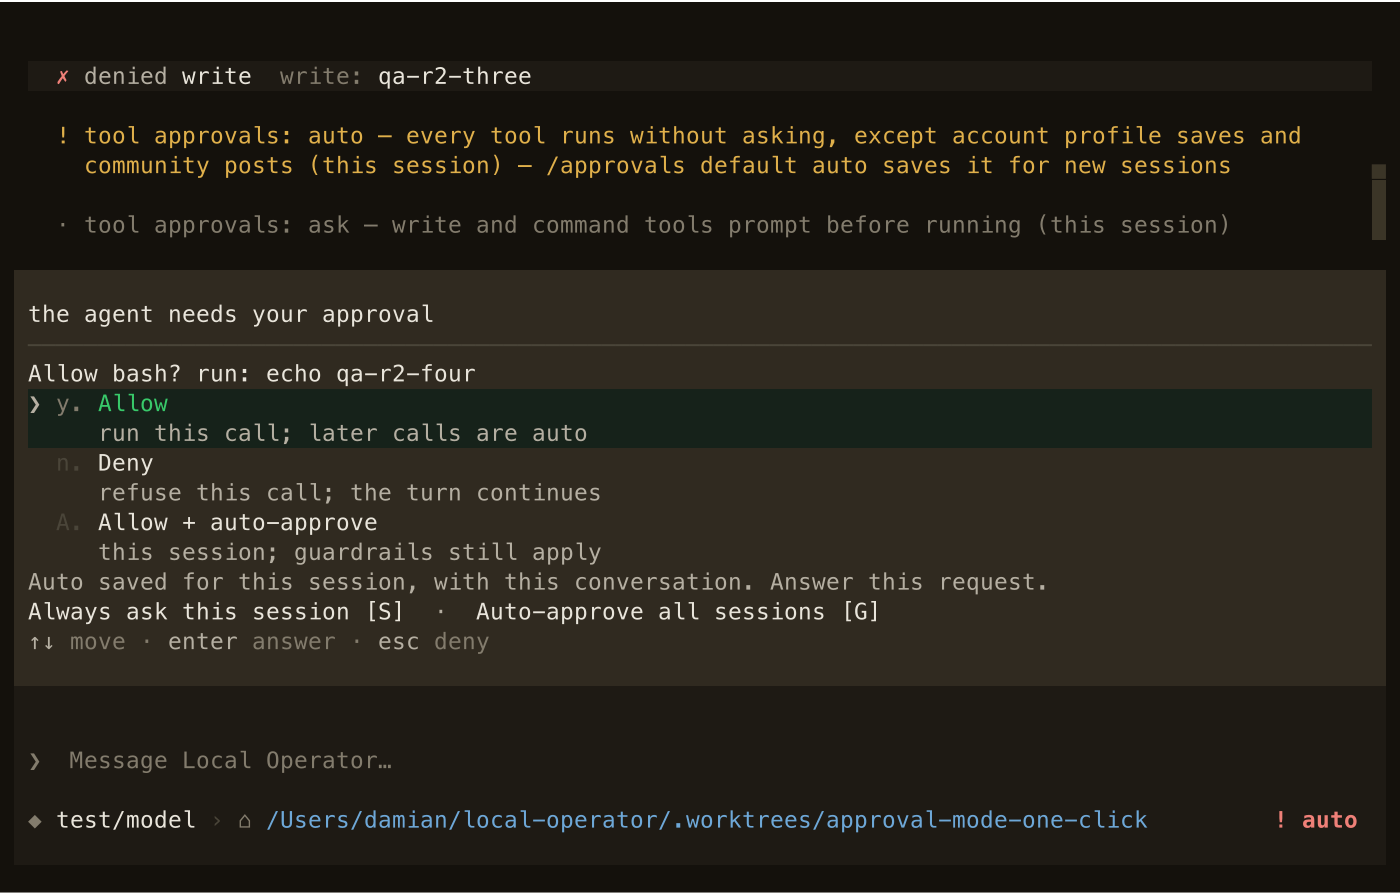 ✗ denied write  write: qa-r2-three
! tool approvals: auto — every tool runs without asking, except account profile saves and
community posts (this session) — /approvals default auto saves it for new sessions
· tool approvals: ask — write and command tools prompt before running (this session)
the agent needs your approval
Allow bash? run: echo qa-r2-four
❯ y. Allow
run this call; later calls are auto
n. Deny
refuse this call; the turn continues
A. Allow + auto-approve
this session; guardrails still apply
Auto saved for this session, with this conversation. Answer this request.
Always ask this session [S]  ·  Auto-approve all sessions [G]
↑↓ move · enter answer · esc deny
❯  Message Local Operator…
◆ test/model › ⌂ /Users/damian/local-operator/.worktrees/approval-mode-one-click  ! auto